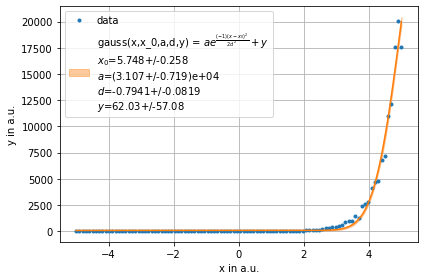 data
gauss(x,x_0,a,d,y) = $ae^{\frac{(-1)(x-x_0)^2}{2d^2}}+y$
$x_0$=5.748+/-0.258
$a$=(3.107+/-0.719)e+04
$d$=-0.7941+/-0.0819
$y$=62.03+/-57.08
y in a.u.
20000
17500
15000
12500
10000
7500
5000
2500
0
−4 −2 0 2 4
x in a.u.